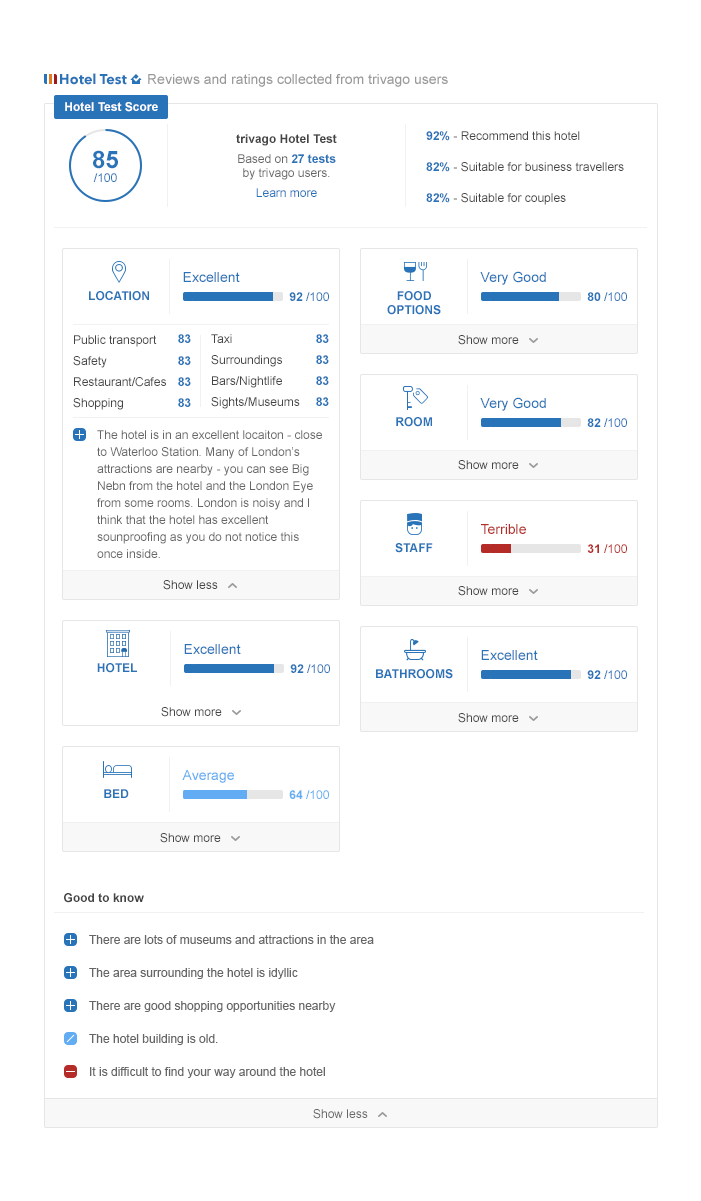 Hotel Test Reviews and ratings collected from trivago users
Hotel Test Score
85
/100
trivago Hotel Test
Based on 27 tests
by trivago users.
Learn more
92% - Recommend this hotel
82% - Suitable for business travellers
82% - Suitable for couples
LOCATION
Excellent
92 /100
Public transport 83
Taxi 83
Safety 83
Surroundings 83
Restaurant/Cafes 83
Bars/Nightlife 83
Shopping 83
Sights/Museums 83
The hotel is in an excellent locaiton - close
to Waterloo Station. Many of London's
attractions are nearby - you can see Big
Nebn from the hotel and the London Eye
from some rooms. London is noisy and I
think that the hotel has excellent
sounproofing as you do not notice this
once inside.
Show less
HOTEL
Excellent
92 /100
Show more
BED
Average
64 /100
Show more
FOOD
OPTIONS
Very Good
80 /100
Show more
ROOM
Very Good
82 /100
Show more
STAFF
Terrible
31 /100
Show more
BATHROOMS
Excellent
92 /100
Show more
Good to know
There are lots of museums and attractions in the area
The area surrounding the hotel is idyllic
There are good shopping opportunities nearby
The hotel building is old.
It is difficult to find your way around the hotel
Show less